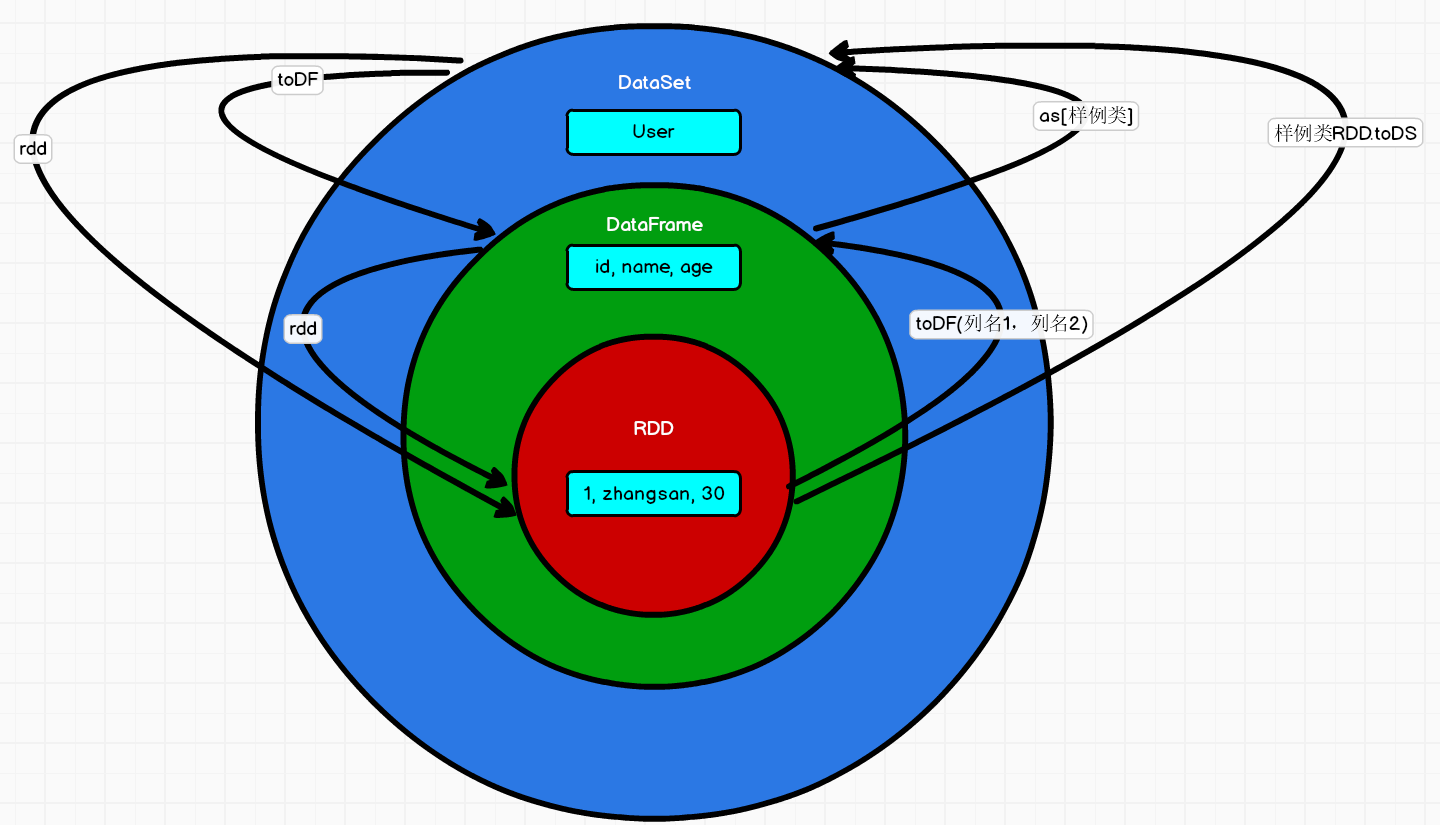 DataSet
toDF
as[样例类]
User
样例类RDD.toDS
rdd
DataFrame
id, name, age
toDF(列名1，列名2)
rdd
RDD
1, zhangsan, 30